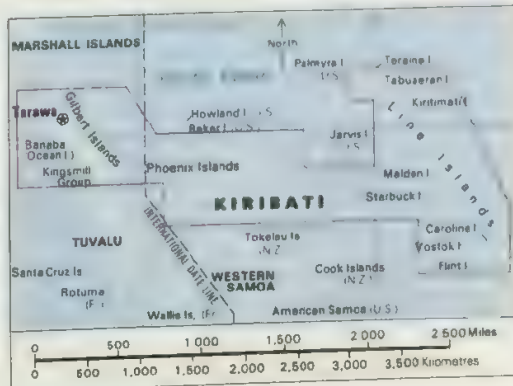 MARSHALL ISLANDS
North
Palmyra I
U S
Teraina I
Tabuaeran I
Kiritimati
Tarawa
Gilbert Islands
Howland I
Baker I
Jarvis I
Line Islands
Banaba
Ocean I)
Kingsmill
Group
Phoenix Islands
Malden I
Starbuck I
KIRIBATI
INTERNATIONAL DATE LINE
Caroline I
Vostok I
Flint I
TUVALU
Tokelau Is
(N Z)
Santa Cruz Is
WESTERN
SAMOA
Cook Islands
(N Z)
Rotuma
Wallis Is.
American Samoa (U S)
0 500 1,000 1 500 2 000 2 500 Miles
0 500 1,000 1,500 2,000 2,500 3,000 3,500 Kilometres